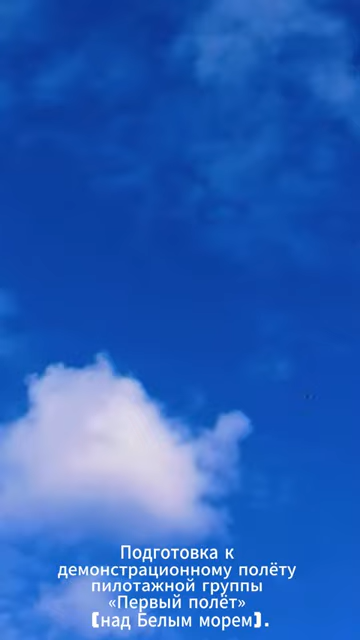 Подготовка к
демонстрационному полёту
пилотажной группы
«Первый полёт»
(над Белым морем).